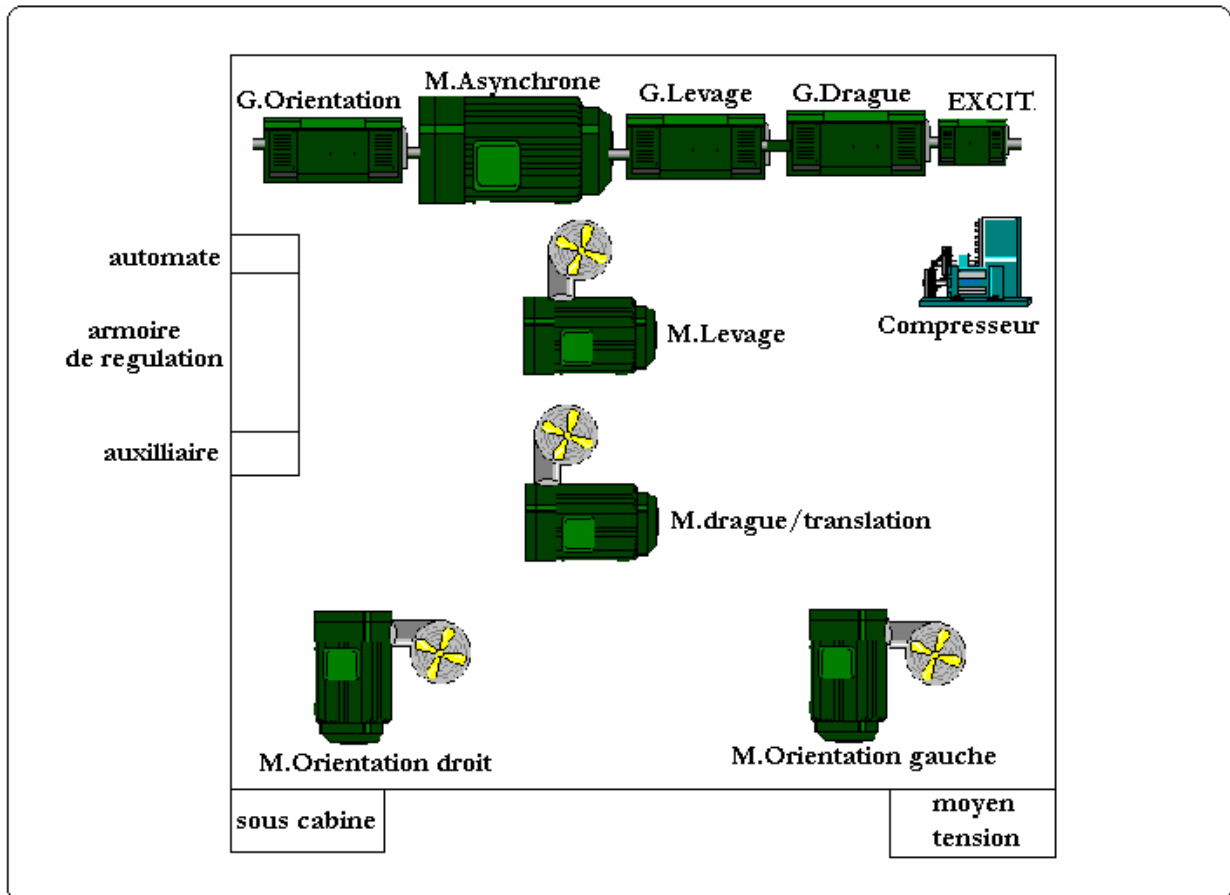 G.Orientation
M.Asynchrone
G.Levage
G.Drague
EXCIT.
automate
armoire
de regulation
auxilliaire
M.Levage
Compresseur
M.drague/translation
M.Orientation droit
M.Orientation gauche
sous cabine
moyen
tension